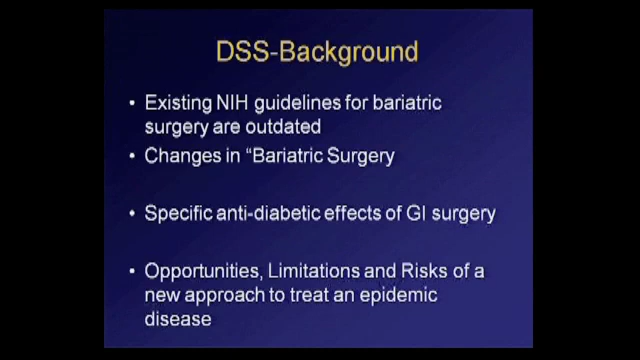 DSS-Background
• Existing NIH guidelines for bariatric
surgery are outdated
• Changes in “Bariatric Surgery
• Specific anti-diabetic effects of GI surgery
• Opportunities, Limitations and Risks of a
new approach to treat an epidemic
disease